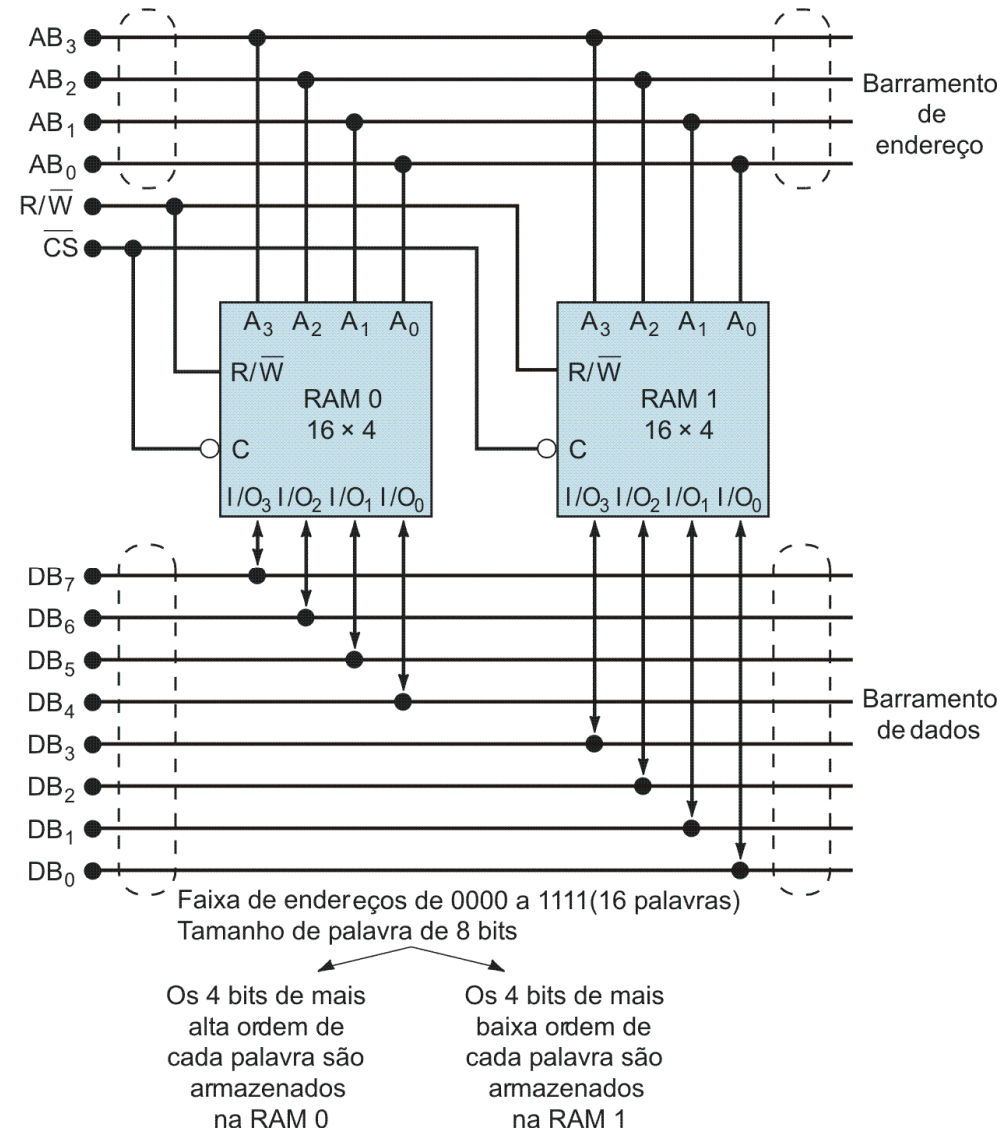 AB3
AB2
AB1
AB0
R/W̅
C̅S̅
Barramento
de
endereço
A3 A2 A1 A0
R/W̅
RAM 0
16 × 4
C
I/O3 I/O2 I/O1 I/O0
A3 A2 A1 A0
R/W̅
RAM 1
16 × 4
C
I/O3 I/O2 I/O1 I/O0
DB7
DB6
DB5
DB4
DB3
DB2
DB1
DB0
Barramento
de dados
Faixa de endereços de 0000 a 1111(16 palavras)
Tamanho de palavra de 8 bits
Os 4 bits de mais
alta ordem de
cada palavra são
armazenados
na RAM 0
Os 4 bits de mais
baixa ordem de
cada palavra são
armazenados
na RAM 1